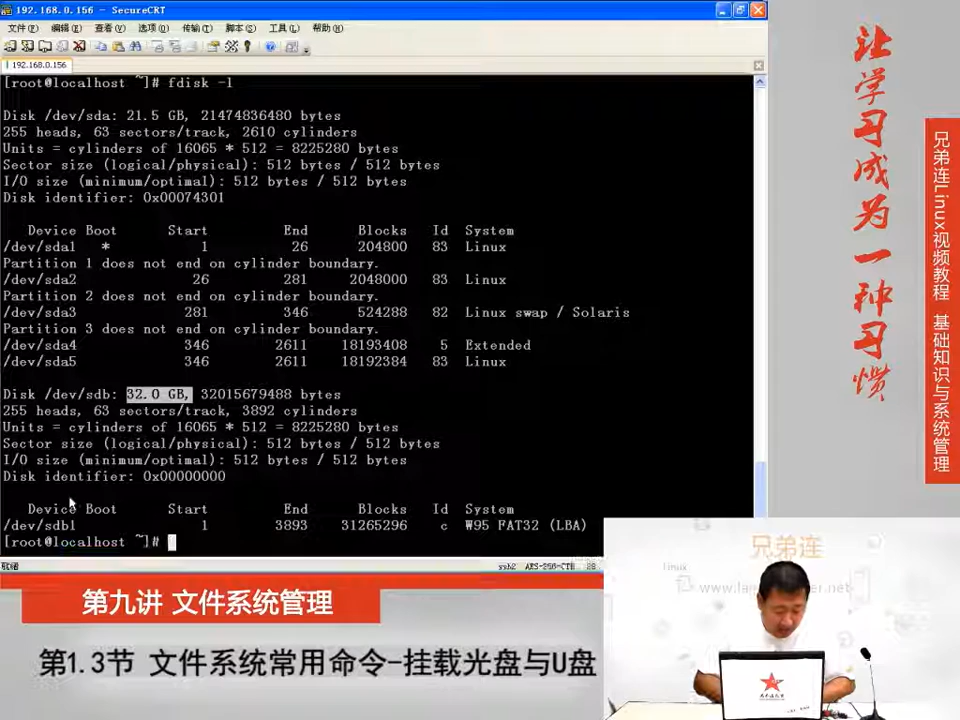 192.168.0.156 - SecureCRT
文件(F) 编辑(E) 查看(V) 选项(O) 传输(T) 脚本(S) 工具(L) 帮助(H)
192.168.0.156
[root@localhost ~]# fdisk -l
Disk /dev/sda: 21.5 GB, 21474836480 bytes
255 heads, 63 sectors/track, 2610 cylinders
Units = cylinders of 16065 * 512 = 8225280 bytes
Sector size (logical/physical): 512 bytes / 512 bytes
I/O size (minimum/optimal): 512 bytes / 512 bytes
Disk identifier: 0x00074301
Device Boot Start End Blocks Id System
/dev/sda1 * 1 26 204800 83 Linux
Partition 1 does not end on cylinder boundary.
/dev/sda2 26 281 2048000 83 Linux
Partition 2 does not end on cylinder boundary.
/dev/sda3 281 346 524288 82 Linux swap / Solaris
Partition 3 does not end on cylinder boundary.
/dev/sda4 346 2611 18193408 5 Extended
/dev/sda5 346 2611 18192384 83 Linux
Disk /dev/sdb: 32.0 GB, 32015679488 bytes
255 heads, 63 sectors/track, 3892 cylinders
Units = cylinders of 16065 * 512 = 8225280 bytes
Sector size (logical/physical): 512 bytes / 512 bytes
I/O size (minimum/optimal): 512 bytes / 512 bytes
Disk identifier: 0x00000000
Device Boot Start End Blocks Id System
/dev/sdb1 1 3893 31265296 c W95 FAT32 (LBA)
[root@localhost ~]#
就绪 ssh2 AES-256-CTR 28
让学习成为一种习惯
兄弟连Linux视频教程 基础知识与系统管理
兄弟连
linux
第九讲 文件系统管理
第1.3节 文件系统常用命令-挂载光盘与U盘